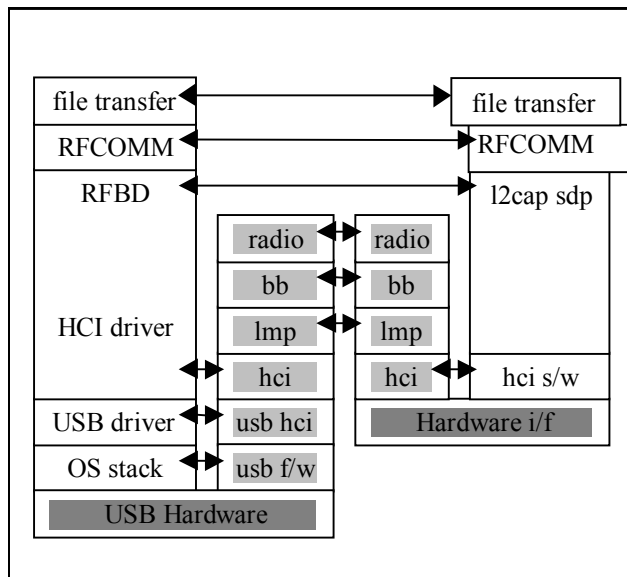 file transfer
file transfer
RFCOMM
RFCOMM
RFBD
l2cap sdp
radio
radio
bb
bb
HCI driver
lmp
lmp
hci
hci
hci s/w
USB driver
usb hci
Hardware i/f
OS stack
usb f/w
USB Hardware